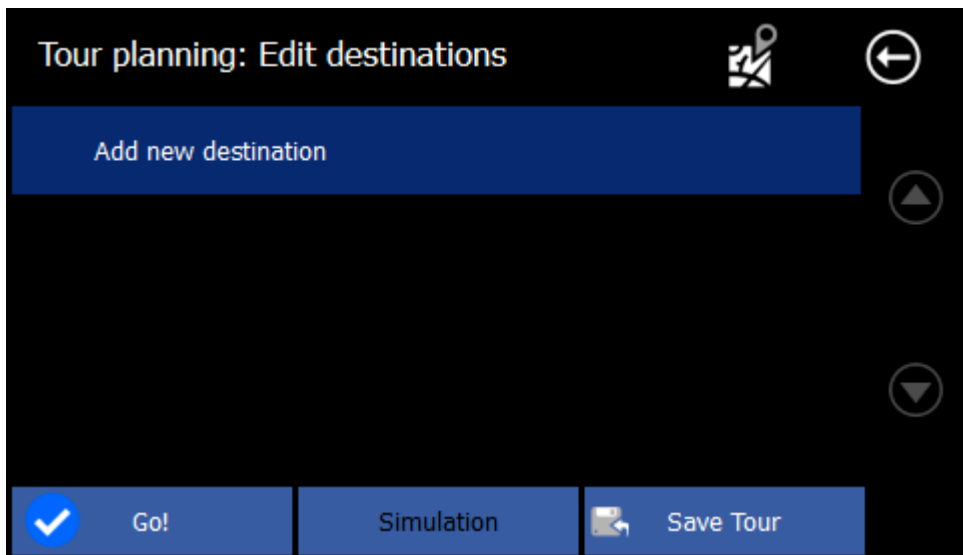 Tour planning: Edit destinations
Add new destination
Go!
Simulation
Save Tour